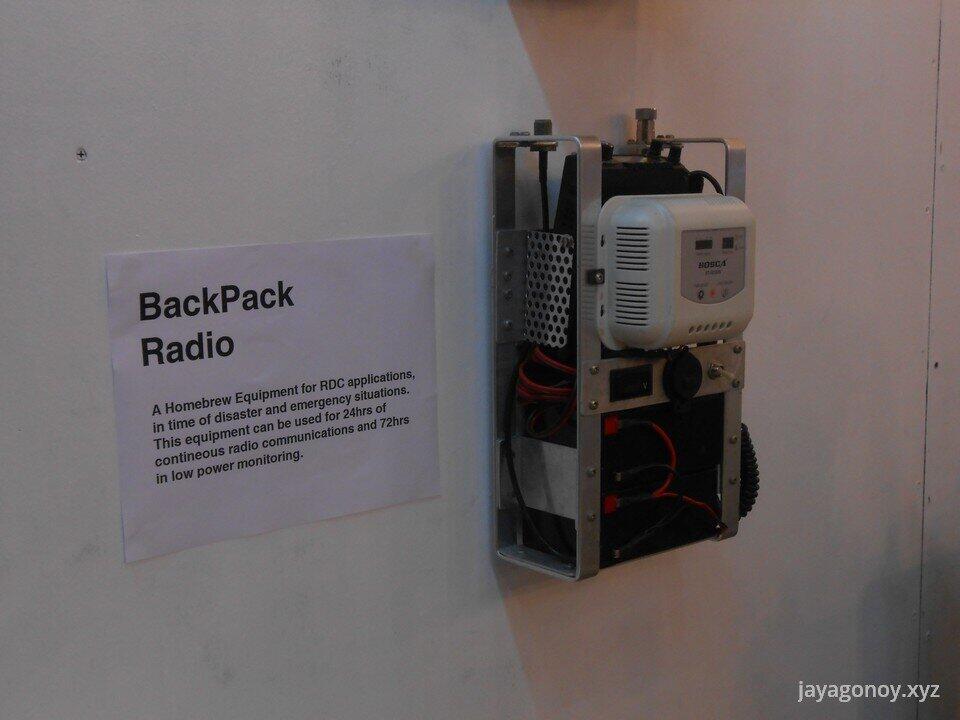 BackPack
Radio
A Homebrew Equipment for RDC applications,
in time of disaster and emergency situations.
This equipment can be used for 24hrs of
contineous radio communications and 72hrs
in low power monitoring.
BOSCA
V
jayagonoy.xyz